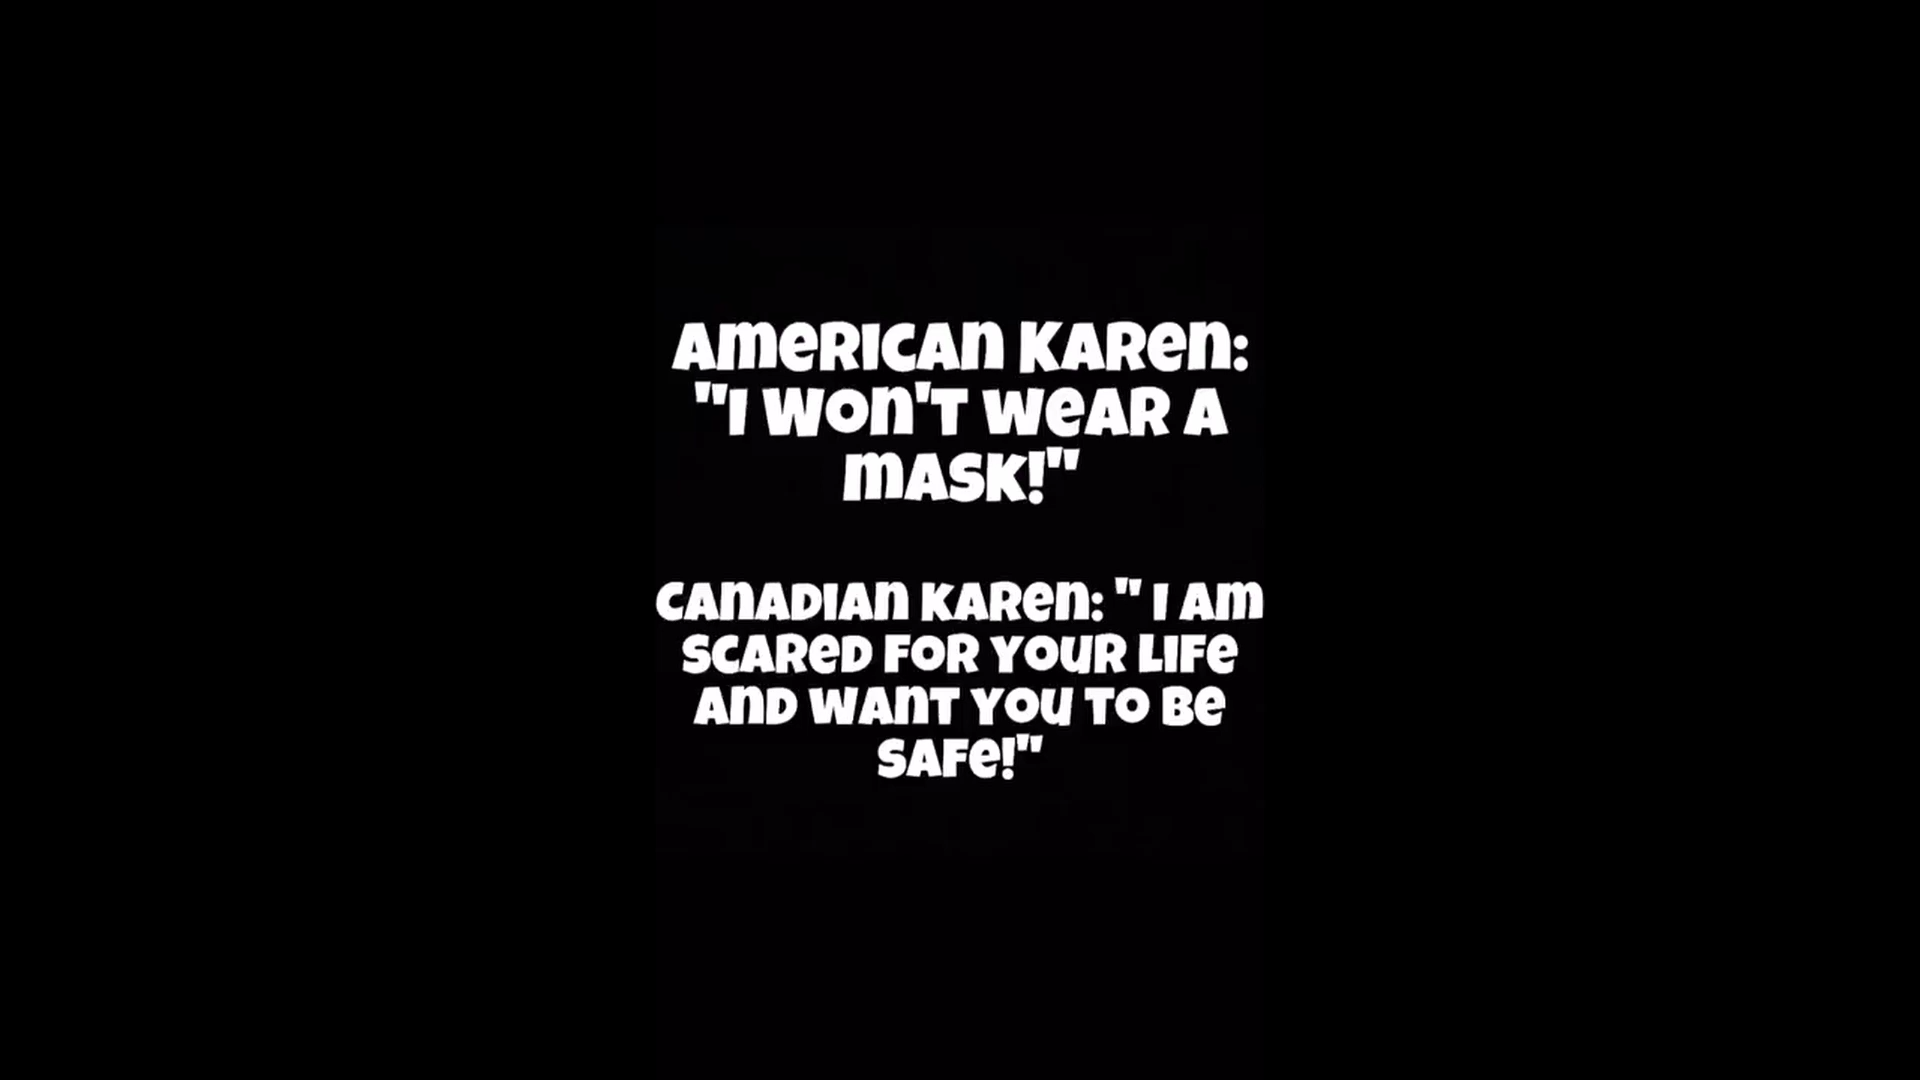 American Karen:
"I won't wear a
mask!"
Canadian Karen: " I am
scared for your life
and want you to be
safe!"